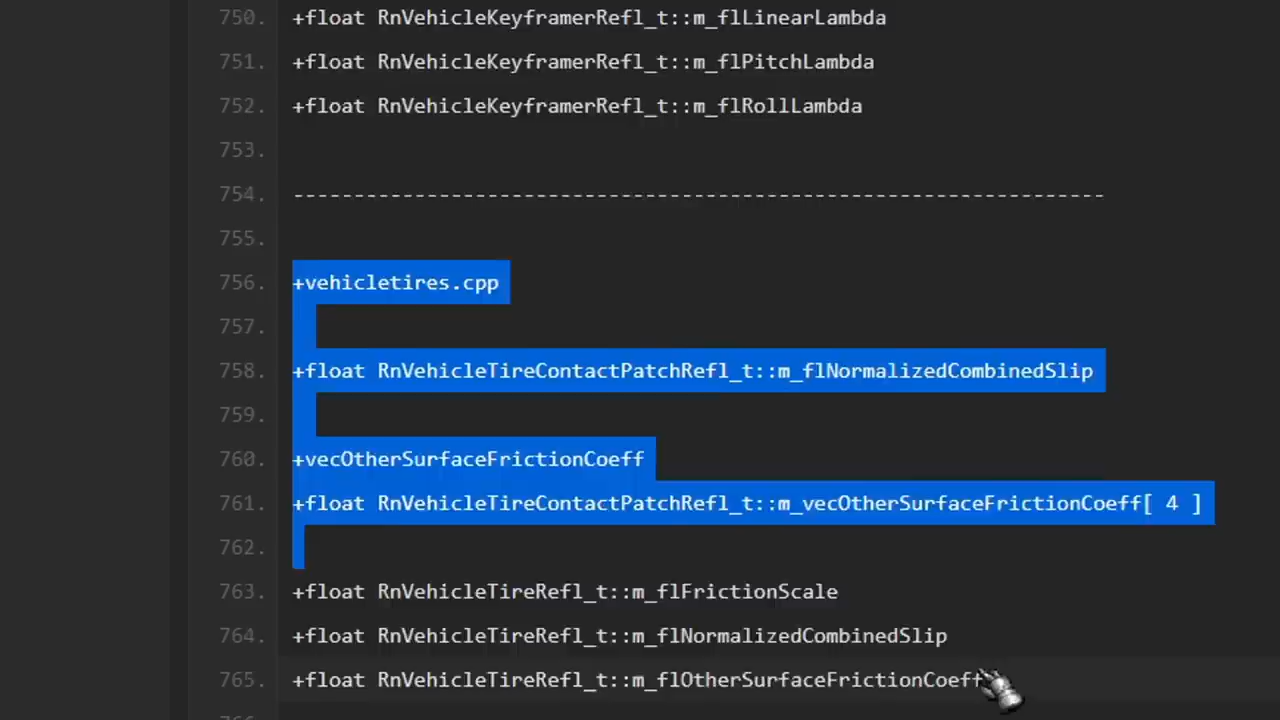 750. +float RnVehicleKeyframerRefl_t::m_flLinearLambda
751. +float RnVehicleKeyframerRefl_t::m_flPitchLambda
752. +float RnVehicleKeyframerRefl_t::m_flRollLambda
753.
754. -------------------------------------------------------------------
755.
756. +vehicletires.cpp
757.
758. +float RnVehicleTireContactPatchRefl_t::m_flNormalizedCombinedSlip
759.
760. +vecOtherSurfaceFrictionCoeff
761. +float RnVehicleTireContactPatchRefl_t::m_vecOtherSurfaceFrictionCoeff[ 4 ]
762.
763. +float RnVehicleTireRefl_t::m_flFrictionScale
764. +float RnVehicleTireRefl_t::m_flNormalizedCombinedSlip
765. +float RnVehicleTireRefl_t::m_flOtherSurfaceFrictionCoeff